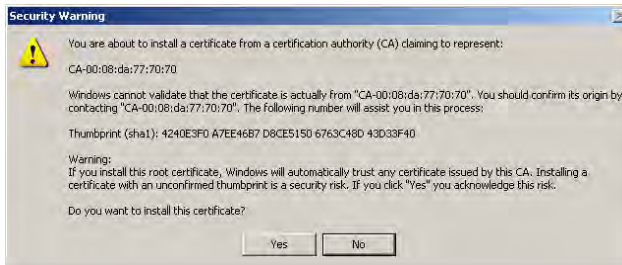 Security Warning
You are about to install a certificate from a certification authority (CA) claiming to represent:
CA-00:08:da:77:70:70
Windows cannot validate that the certificate is actually from "CA-00:08:da:77:70:70". You should confirm its origin by
contacting "CA-00:08:da:77:70:70". The following number will assist you in this process:
Thumbprint (sha1): 4240E3F0 A7EE46B7 D8CE5150 6763C48D 43D33F40
Warning:
If you install this root certificate, Windows will automatically trust any certificate issued by this CA. Installing a
certificate with an unconfirmed thumbprint is a security risk. If you click "Yes" you acknowledge this risk.
Do you want to install this certificate?
Yes No